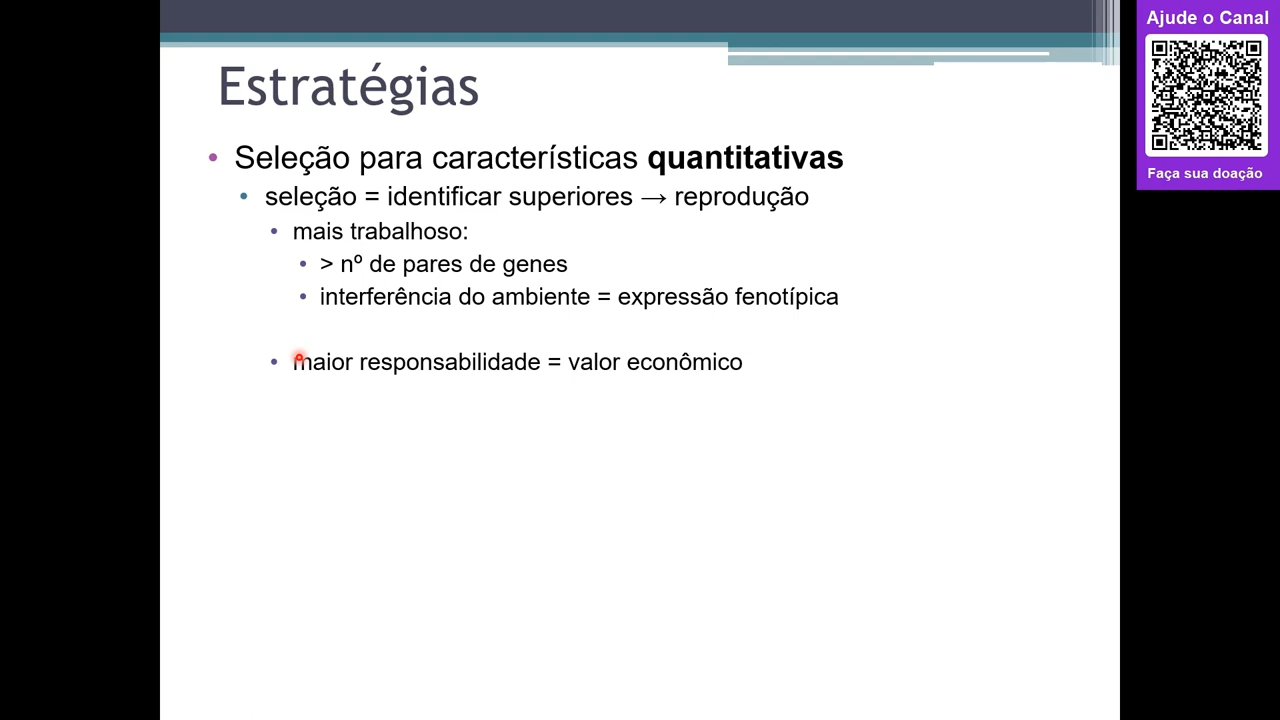 Estratégias
• Seleção para características quantitativas
• seleção = identificar superiores → reprodução
• mais trabalhoso:
• > nº de pares de genes
• interferência do ambiente = expressão fenotípica
• maior responsabilidade = valor econômico
Ajude o Canal
Faça sua doação